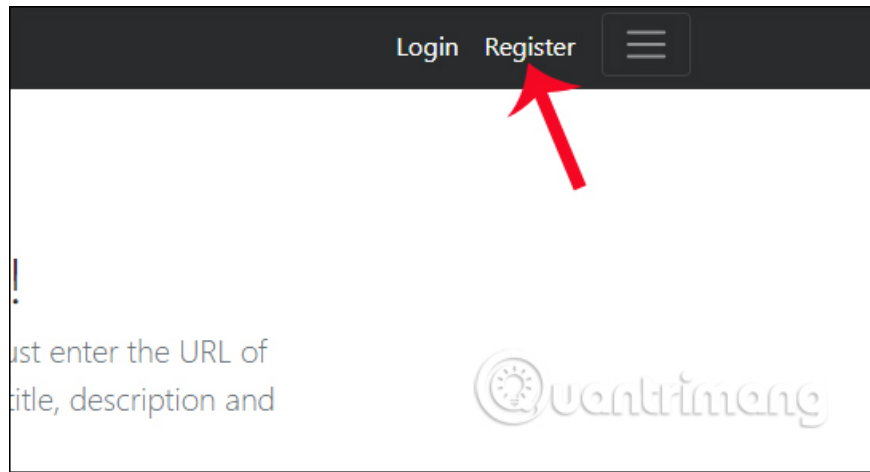 Login Register
!
ust enter the URL of
title, description and
Quantrimang